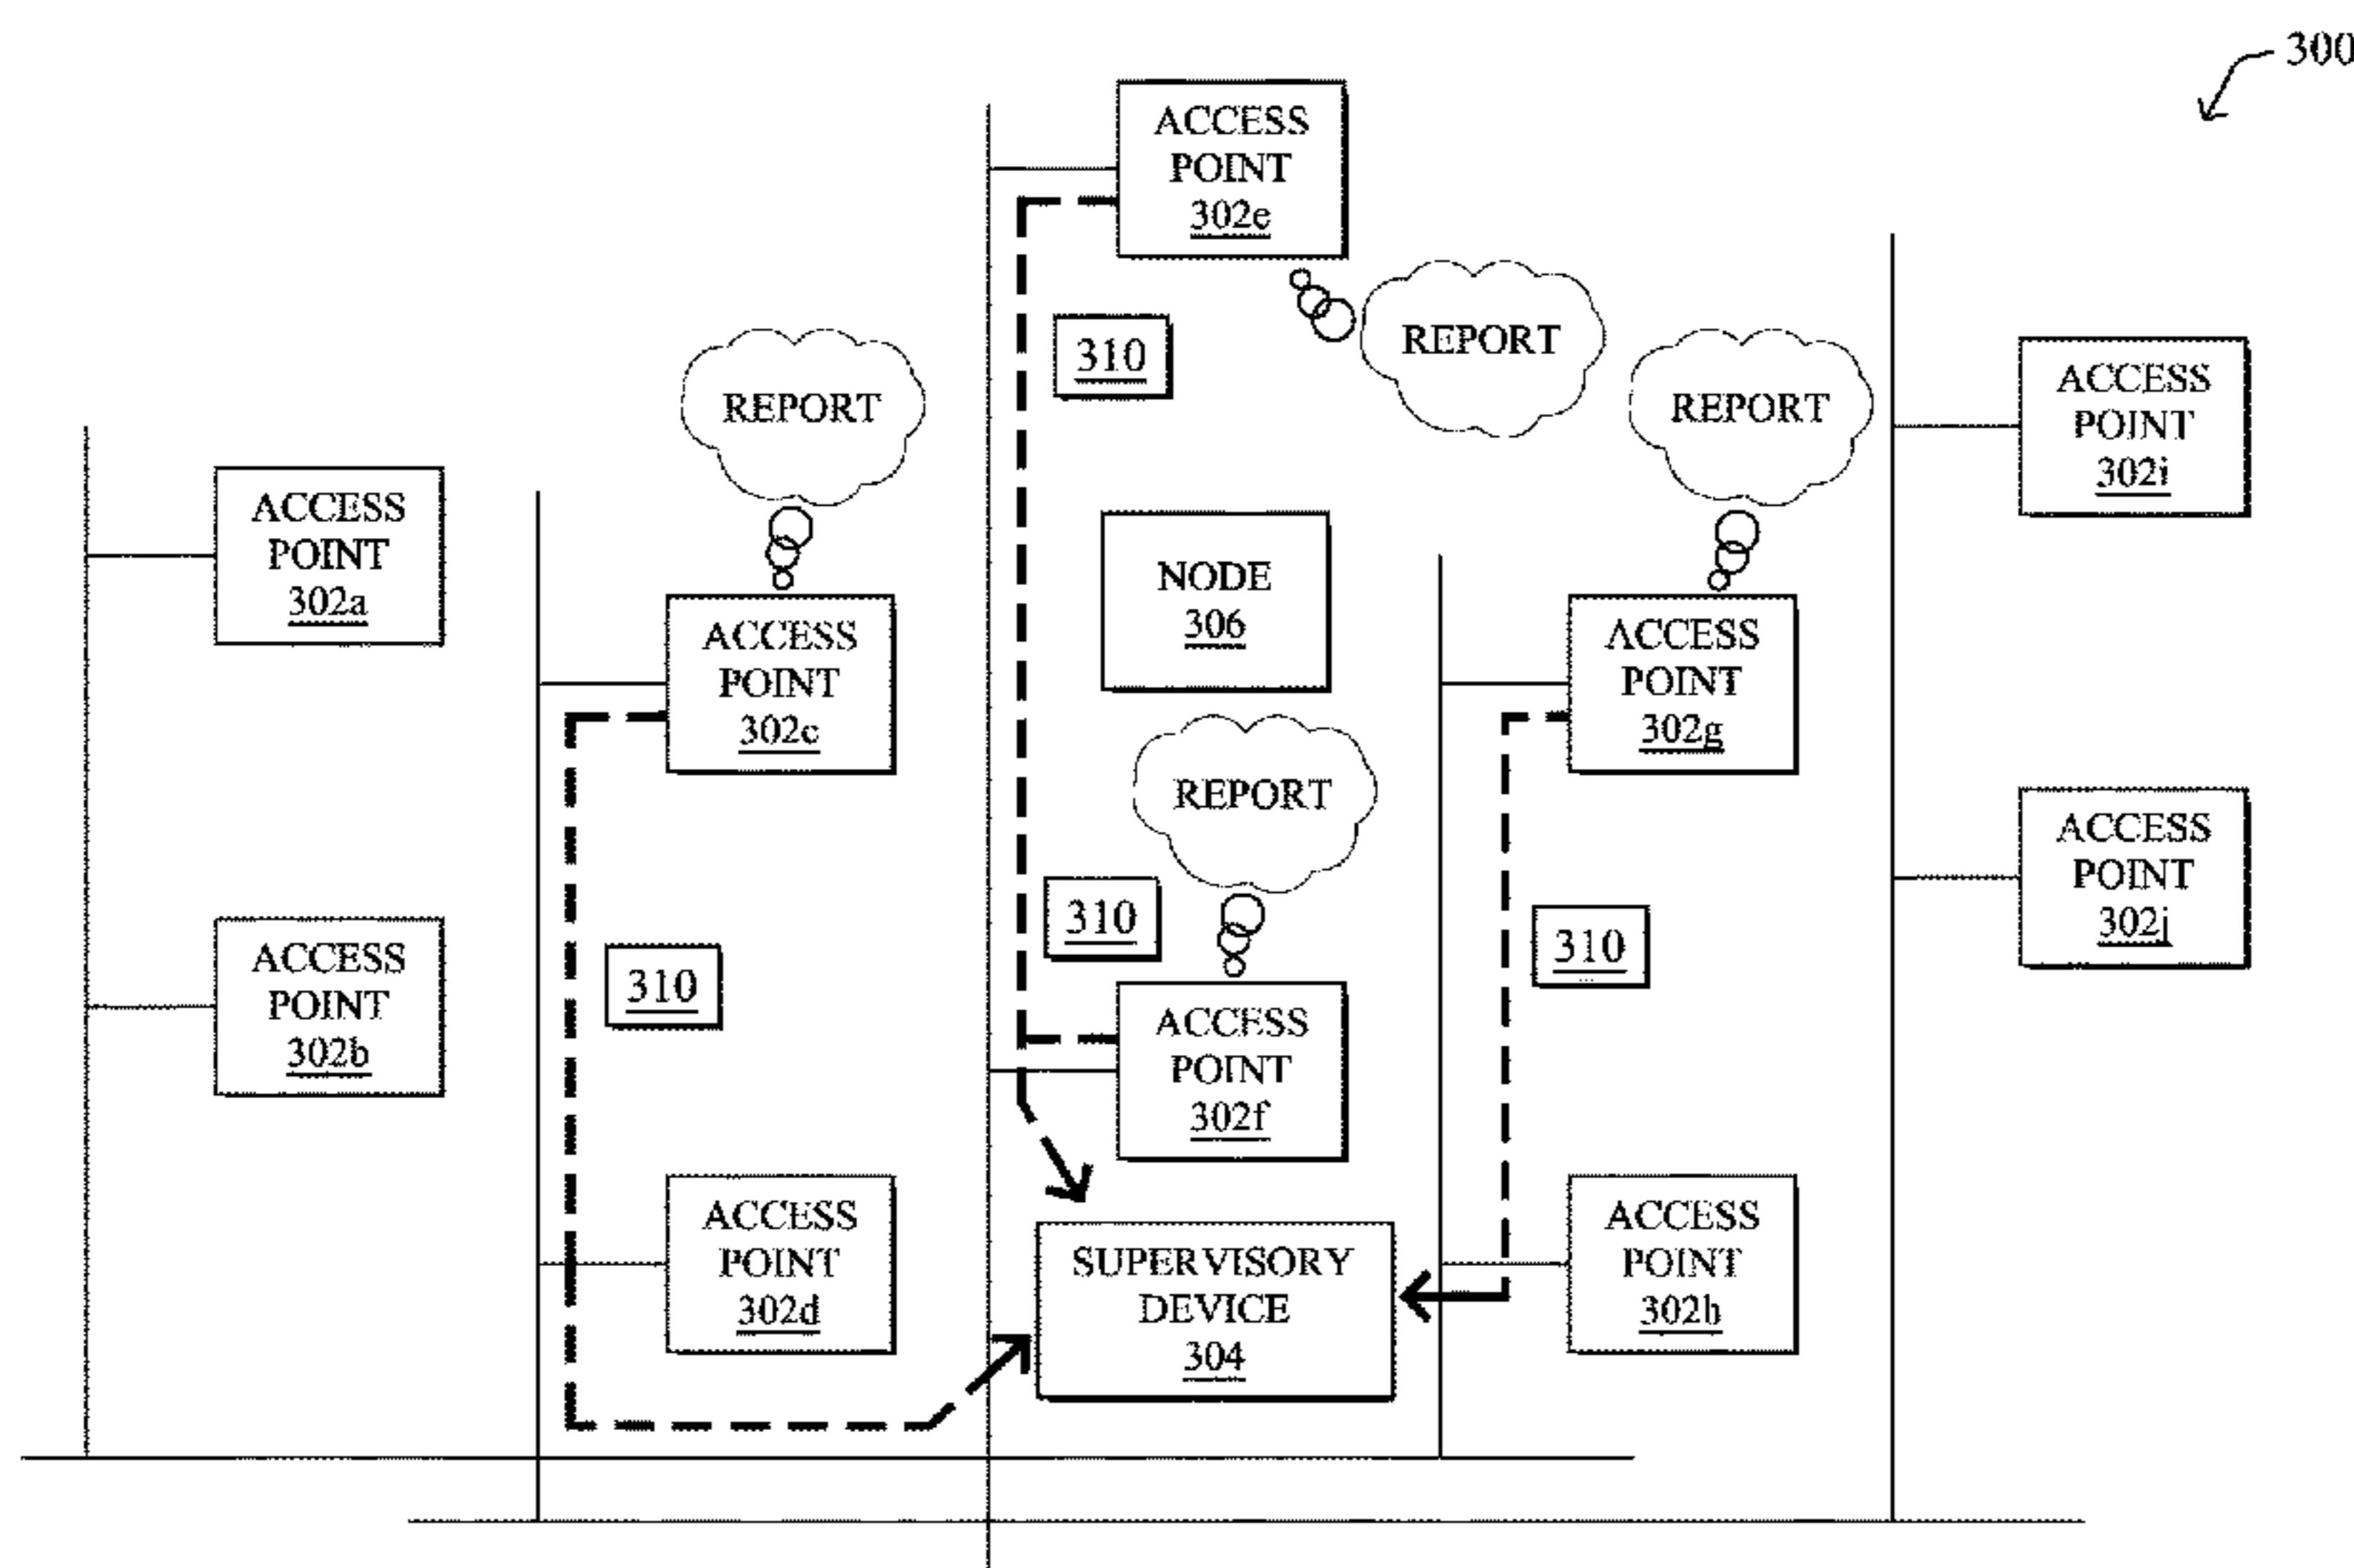 300
ACCESS
POINT
302e
310
REPORT
REPORT
REPORT
ACCESS
POINT
302i
ACCESS
POINT
302a
NODE
306
ACCESS
POINT
302c
ACCESS
POINT
302g
REPORT
ACCESS
POINT
302j
310
310
310
ACCESS
POINT
302b
ACCESS
POINT
302f
ACCESS
POINT
302d
SUPERVISORY
DEVICE
304
ACCESS
POINT
302h